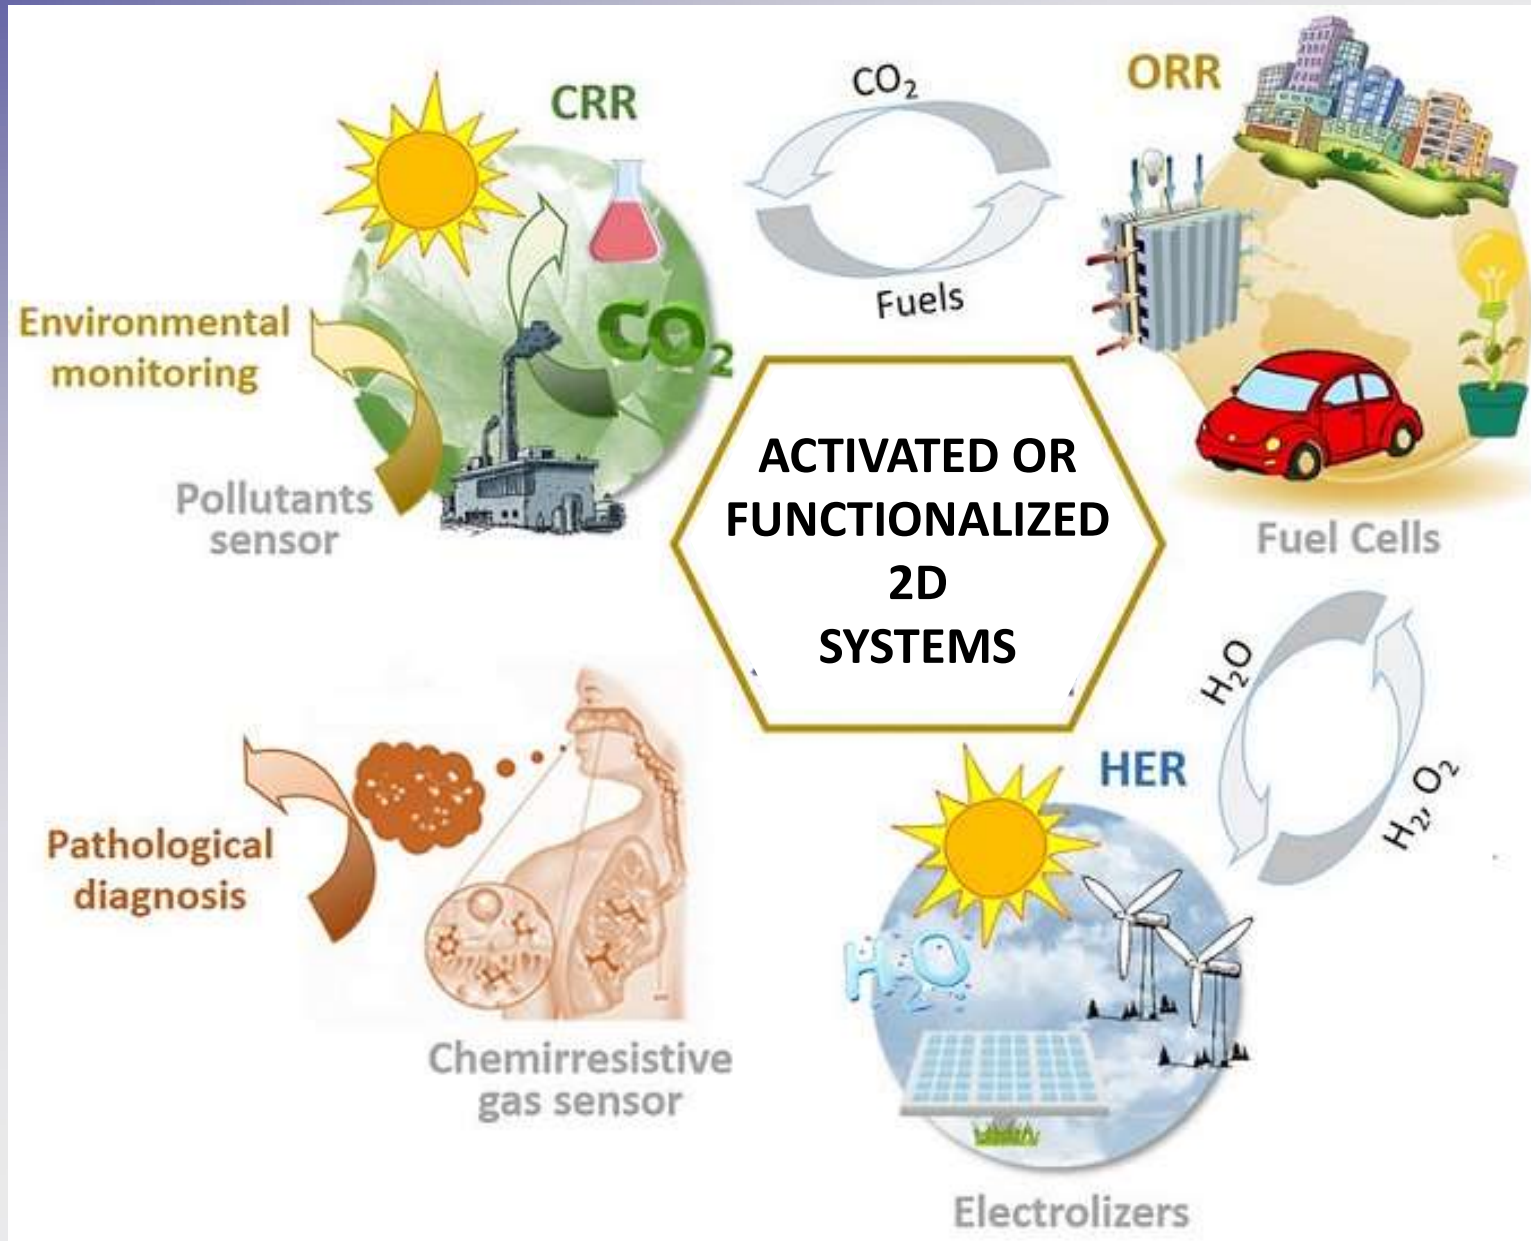 CRR
CO₂
ORR
Environmental
monitoring
CO₂
Fuels
Pollutants
sensor
ACTIVATED OR
FUNCTIONALIZED
2D
SYSTEMS
Fuel Cells
H₂O
H₂, O₂
HER
Pathological
diagnosis
H₂O
Chemirresistive
gas sensor
Electrolizers